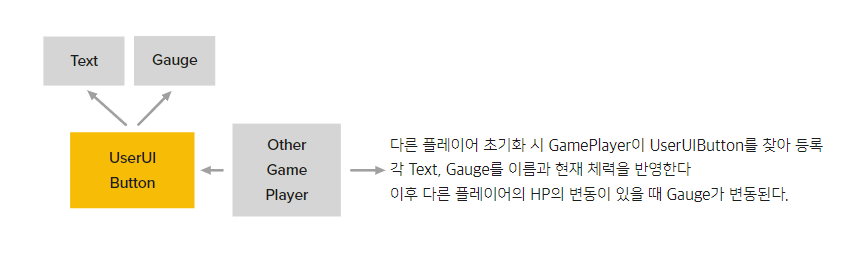 Text
Gauge
UserUI
Button
Other
Game
Player
다른 플레이어 초기화 시 GamePlayer이 UserUIButton를 찾아 등록
각 Text, Gauge를 이름과 현재 체력을 반영한다
이후 다른 플레이어의 HP의 변동이 있을 때 Gauge가 변동된다.